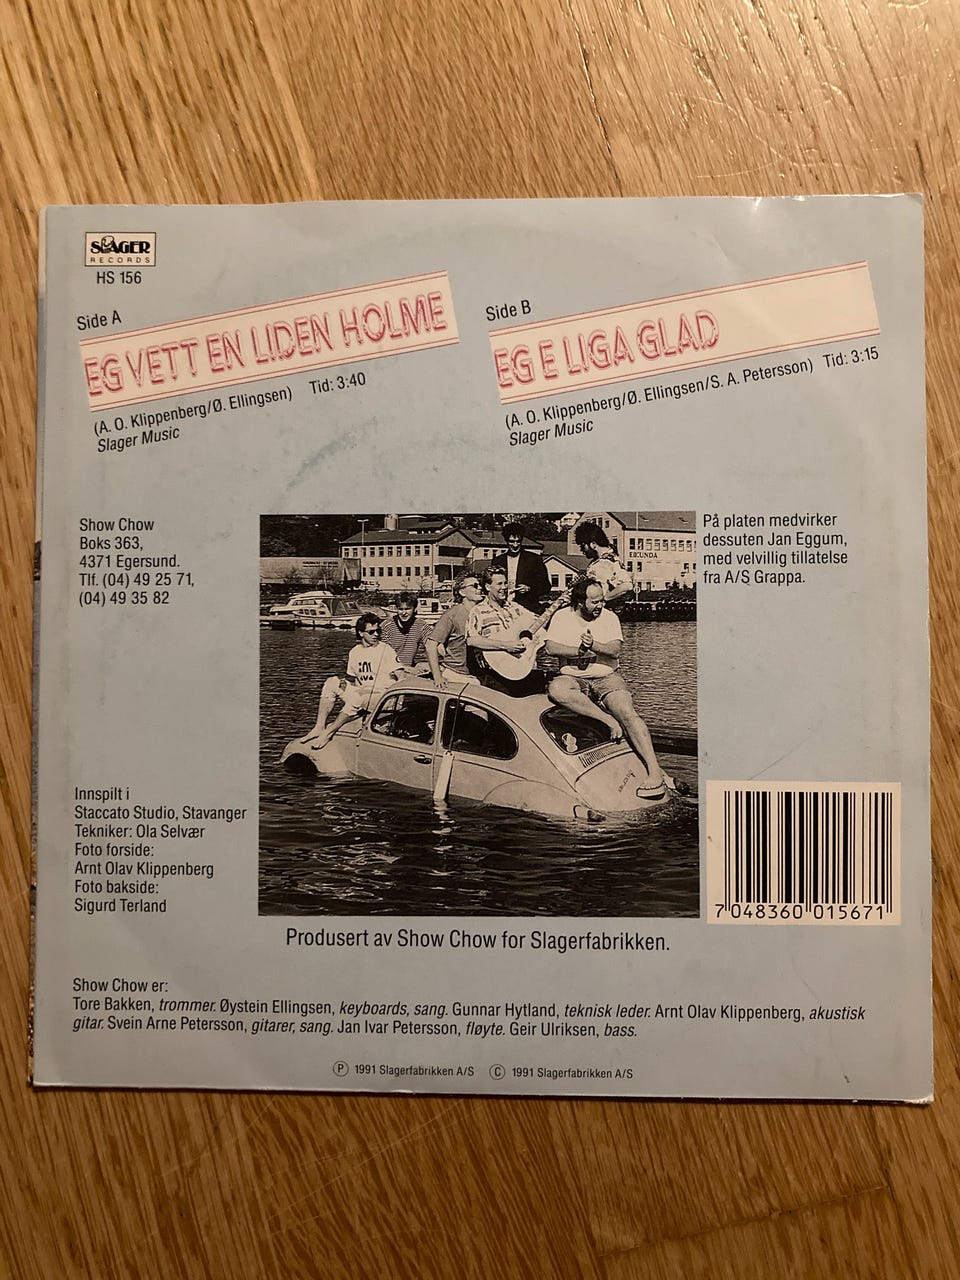 SLAGER
RECORDS
HS 156
Side A
EG VETT EN LIDEN HOLME
(A. O. Klippenberg/Ø. Ellingsen) Tid: 3:40
Slager Music
Side B
EG E LIGA GLAD
(A. O. Klippenberg/Ø. Ellingsen/S. A. Petersson) Tid: 3:15
Slager Music
Show Chow
Boks 363,
4371 Egersund.
Tlf. (04) 49 25 71,
(04) 49 35 82
På platen medvirker
dessuten Jan Eggum,
med velvillig tillatelse
fra A/S Grappa.
Innspilt i
Staccato Studio, Stavanger
Tekniker: Ola Selvær
Foto forside:
Arnt Olav Klippenberg
Foto bakside:
Sigurd Terland
7 048360 015671
Produsert av Show Chow for Slagerfabrikken.
Show Chow er:
Tore Bakken, trommer. Øystein Ellingsen, keyboards, sang. Gunnar Hytland, teknisk leder. Arnt Olav Klippenberg, akustisk
gitar. Svein Arne Petersson, gitarer, sang. Jan Ivar Petersson, fløyte. Geir Ulriksen, bass.
Ⓟ 1991 Slagerfabrikken A/S © 1991 Slagerfabrikken A/S